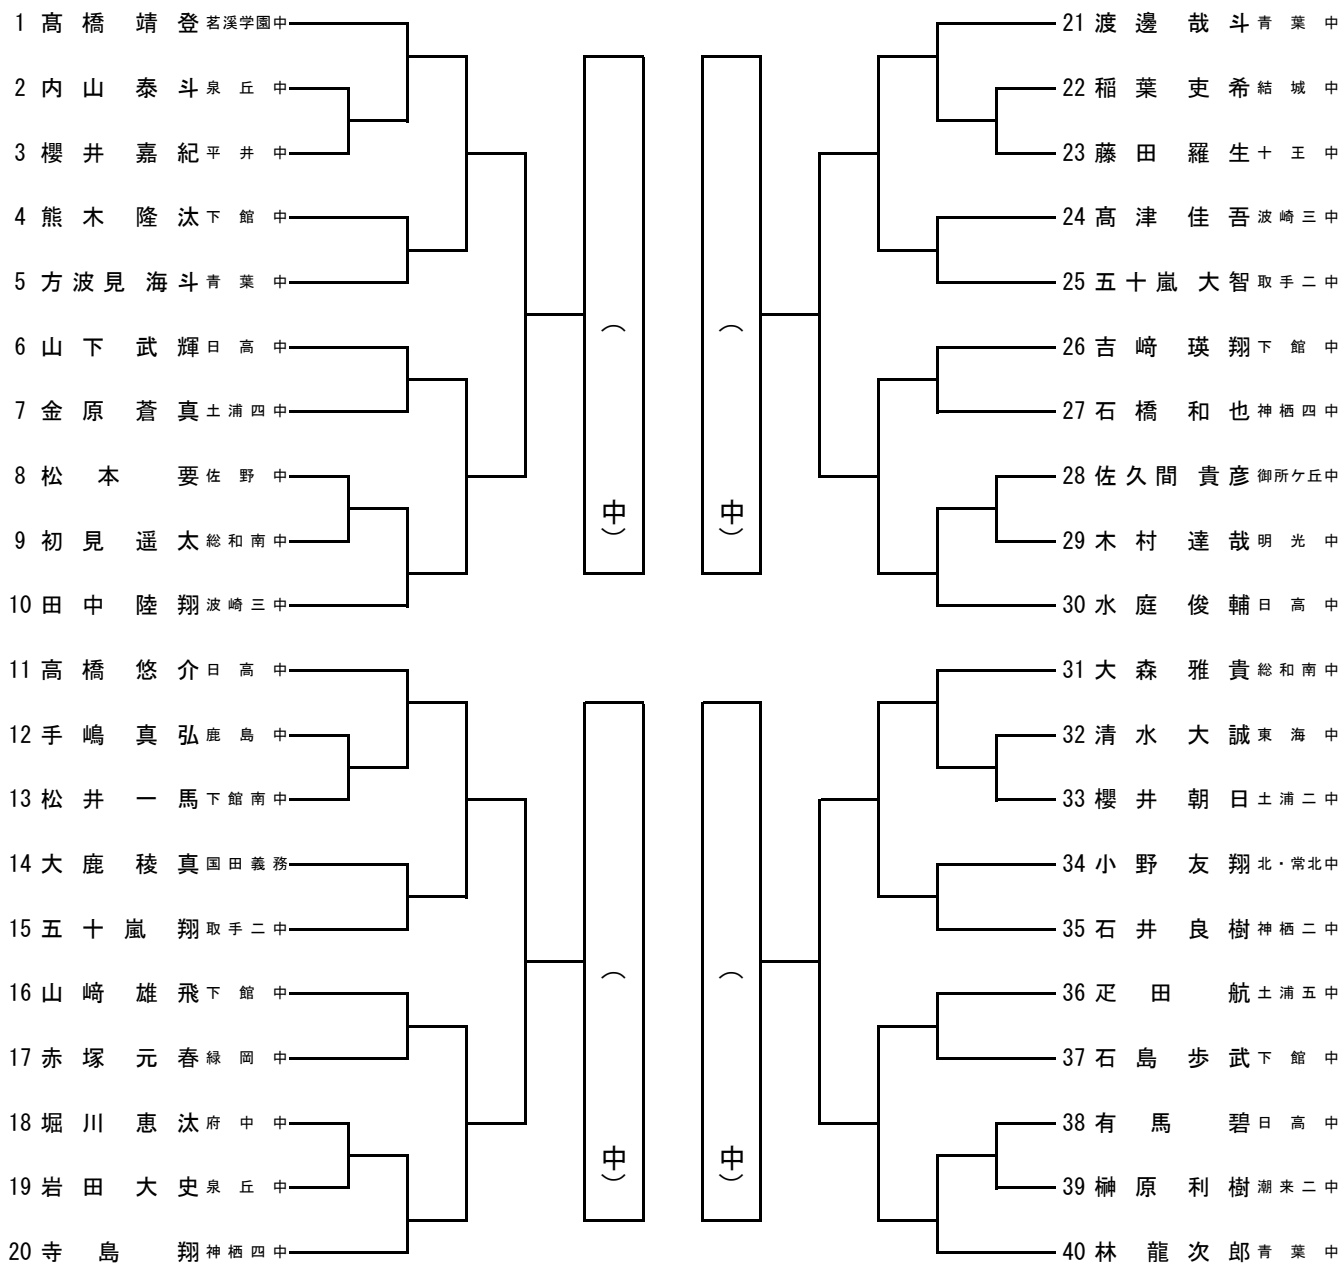 1 髙橋 靖登 茗溪学園中
2 内山 泰斗 泉丘中
3 櫻井 嘉紀 平井中
4 熊木 隆汰 下館中
5 方波見 海斗 青葉中
6 山下 武輝 日高中
7 金原 蒼真 土浦四中
8 松本 要 佐野中
9 初見 遥太 総和南中
10 田中 陸翔 波崎三中
11 高橋 悠介 日高中
12 手嶋 真弘 鹿島中
13 松井 一馬 下館南中
14 大鹿 稜真 国田義務
15 五十嵐 翔 取手二中
16 山﨑 雄飛 下館中
17 赤塚 元春 緑岡中
18 堀川 恵汰 府中中
19 岩田 大史 泉丘中
20 寺島 翔 神栖四中
( 中)
( 中)
( 中)
( 中)
21 渡邊 哉斗 青葉中
22 稲葉 吏希 結城中
23 藤田 羅生 十王中
24 髙津 佳吾 波崎三中
25 五十嵐 大智 取手二中
26 吉﨑 瑛翔 下館中
27 石橋 和也 神栖四中
28 佐久間 貴彦 御所ケ丘中
29 木村 達哉 明光中
30 水庭 俊輔 日高中
31 大森 雅貴 総和南中
32 清水 大誠 東海中
33 櫻井 朝日 土浦二中
34 小野 友翔 北・常北中
35 石井 良樹 神栖二中
36 疋田 航 土浦五中
37 石島 歩武 下館中
38 有馬 碧 日高中
39 榊原 利樹 潮来二中
40 林 龍次郎 青葉中